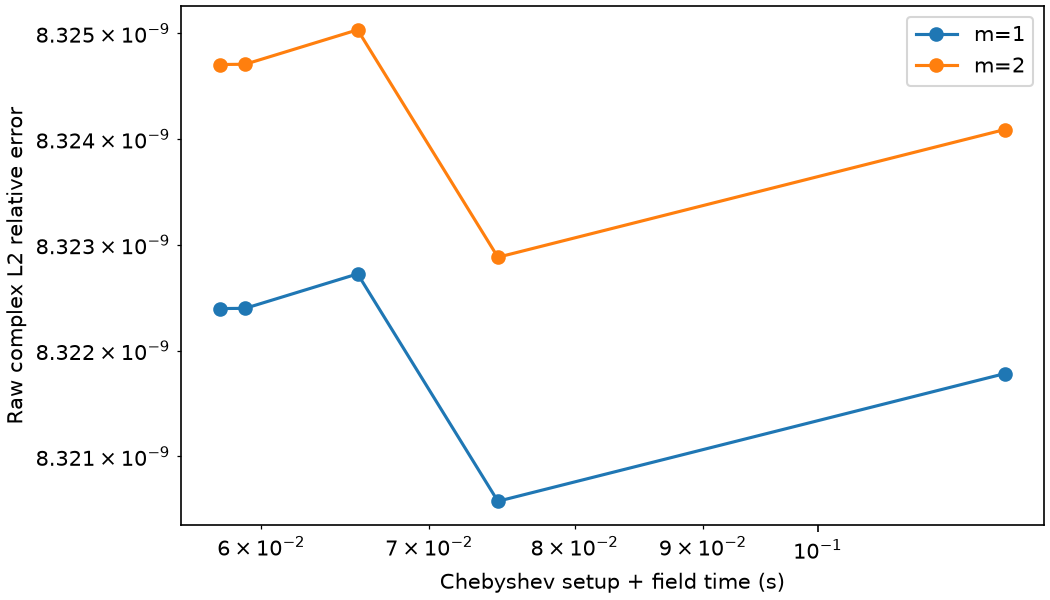 8.325 × 10⁻⁹
8.324 × 10⁻⁹
8.323 × 10⁻⁹
8.322 × 10⁻⁹
8.321 × 10⁻⁹
Raw complex L2 relative error
m=1
m=2
6 × 10⁻² 7 × 10⁻² 8 × 10⁻² 9 × 10⁻² 10⁻¹
Chebyshev setup + field time (s)